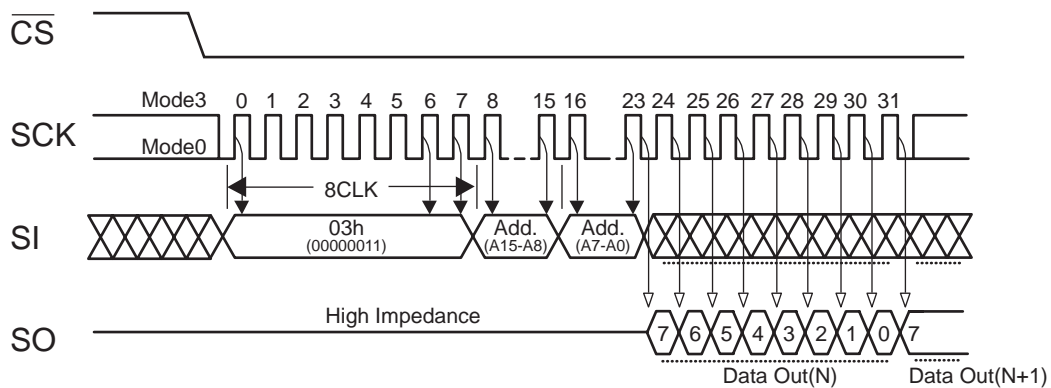 CS
Mode3 0 1 2 3 4 5 6 7 8 15 16 23 24 25 26 27 28 29 30 31
SCK
Mode0
8CLK
SI
03h
(00000011)
Add.
(A15-A8)
Add.
(A7-A0)
High Impedance
SO
7 6 5 4 3 2 1 0 7
Data Out(N) Data Out(N+1)